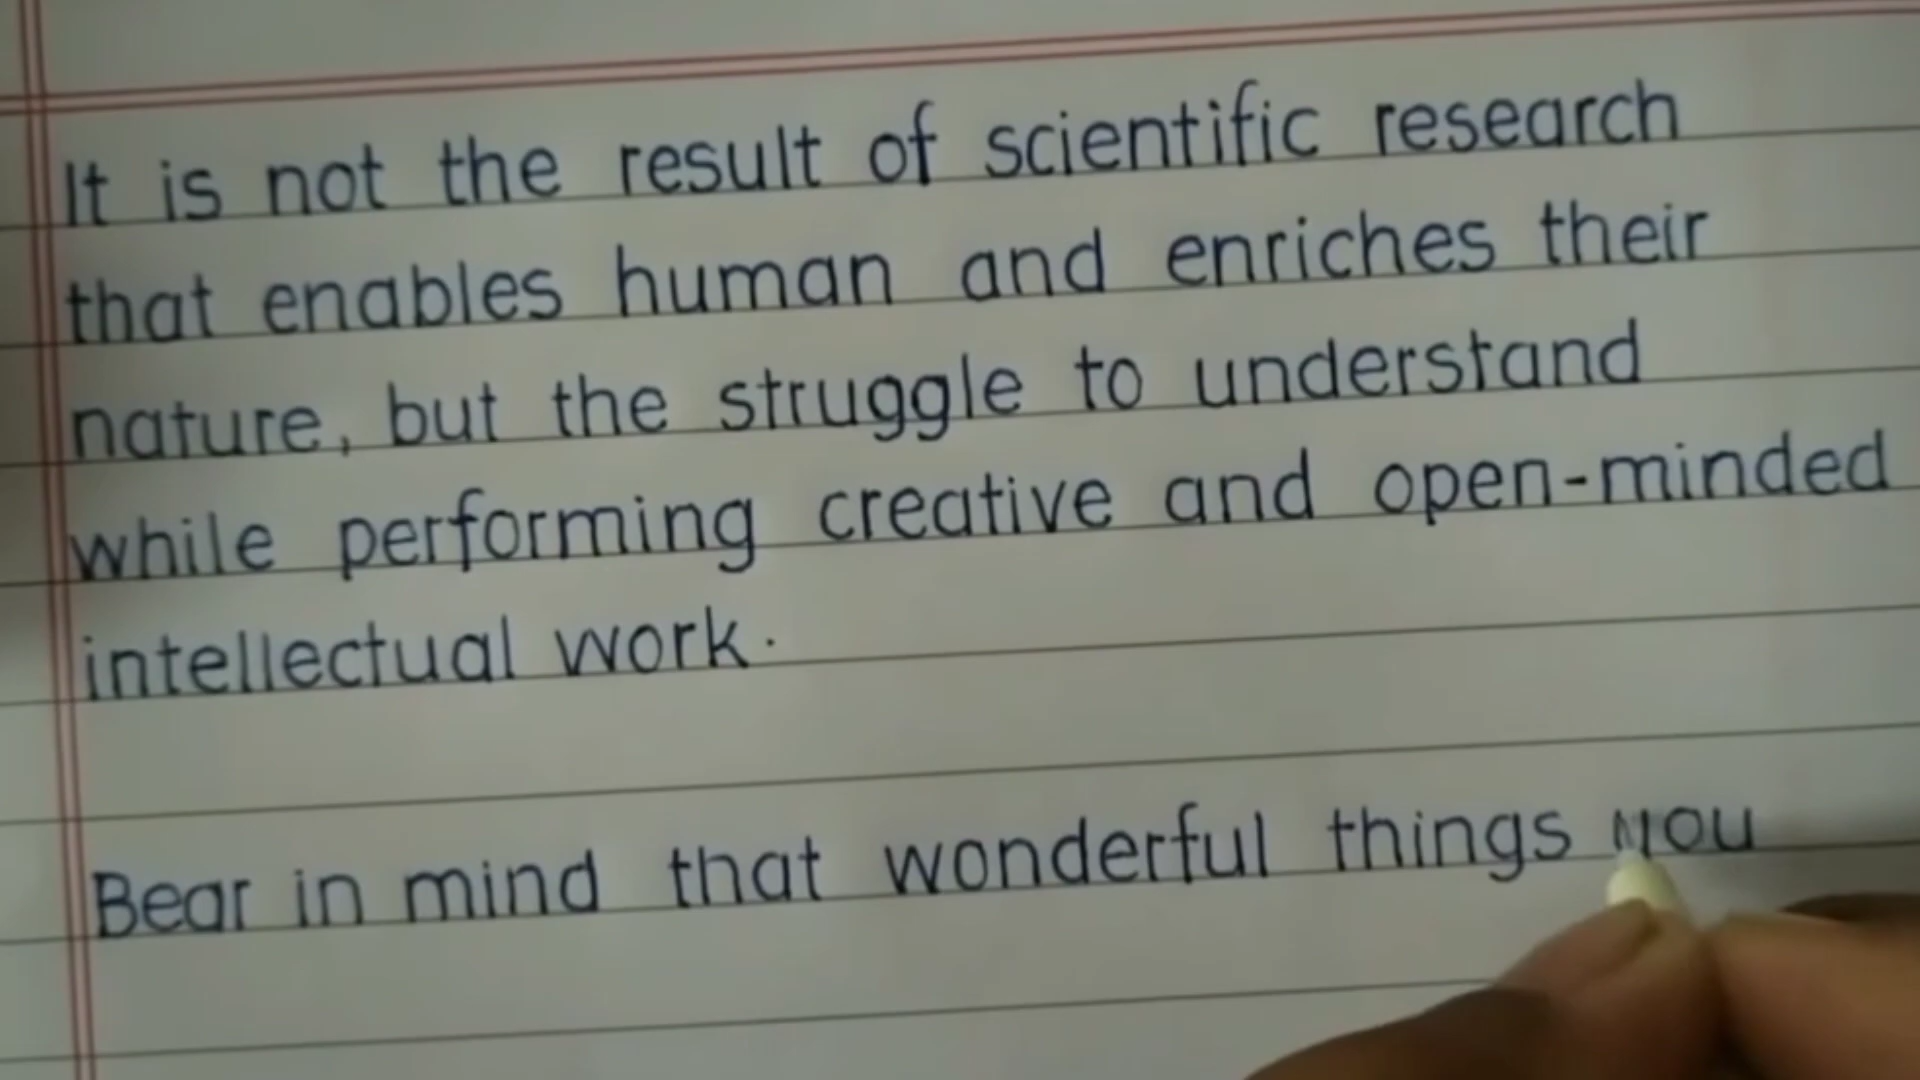 It is not the result of scientific research
that enables human and enriches their
nature, but the struggle to understand
while performing creative and open-minded
intellectual work.
Bear in mind that wonderful things you